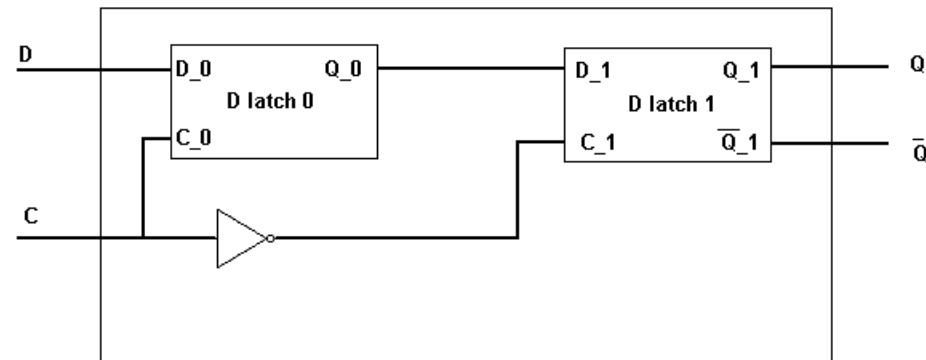 D
D_0 Q_0
D latch 0
C_0
C
D_1 Q_1
D latch 1
C_1 Q̅_1
Q
Q̅